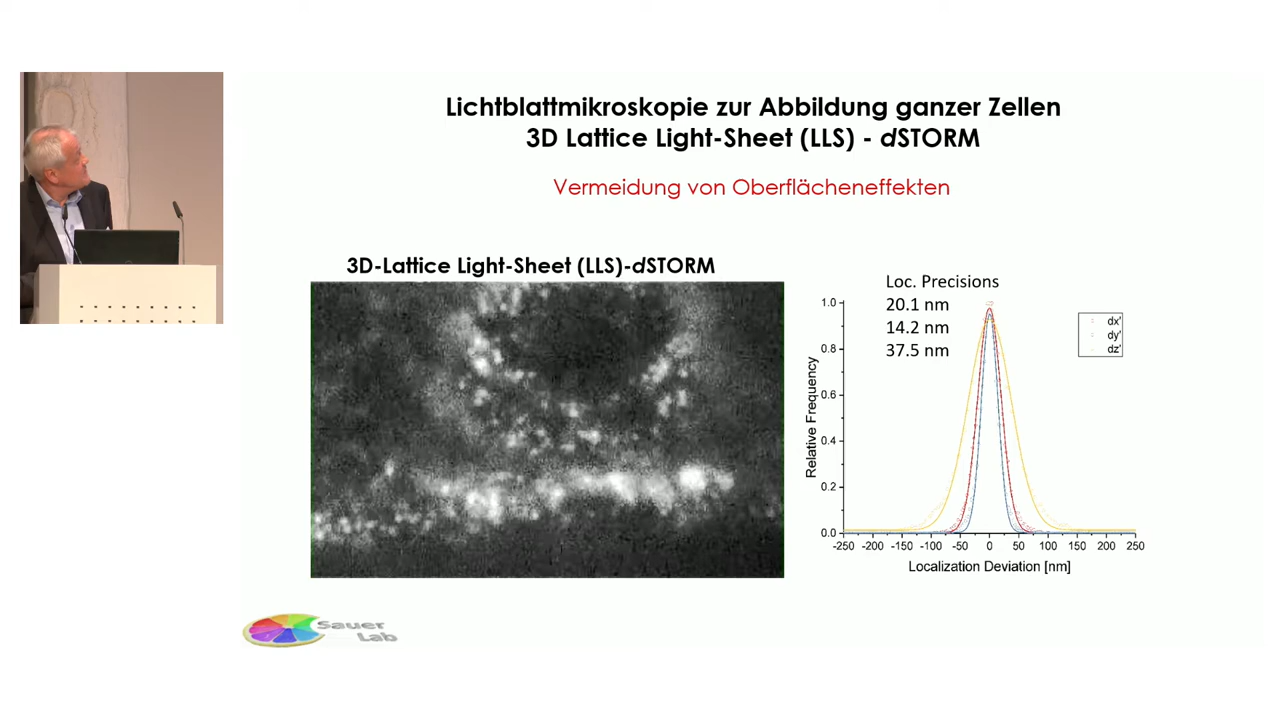 Lichtblattmikroskopie zur Abbildung ganzer Zellen
3D Lattice Light-Sheet (LLS) - dSTORM
Vermeidung von Oberflächeneffekten
3D-Lattice Light-Sheet (LLS)-dSTORM
Loc. Precisions
20.1 nm
14.2 nm
37.5 nm
dx'
dy'
dz'
1.0
0.8
0.6
0.4
0.2
0.0
Relative Frequency
-250 -200 -150 -100 -50 0 50 100 150 200 250
Localization Deviation [nm]
Sauer
Lab